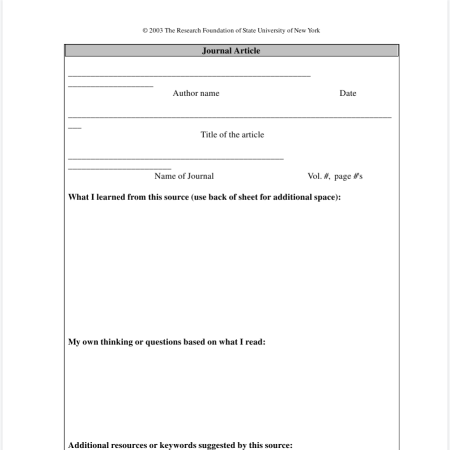 © 2003 The Research Foundation of State University of New York
Journal Article
Author name Date
Title of the article
Name of Journal Vol. #, page #'s
What I learned from this source (use back of sheet for additional space):
My own thinking or questions based on what I read:
Additional resources or keywords suggested by this source: